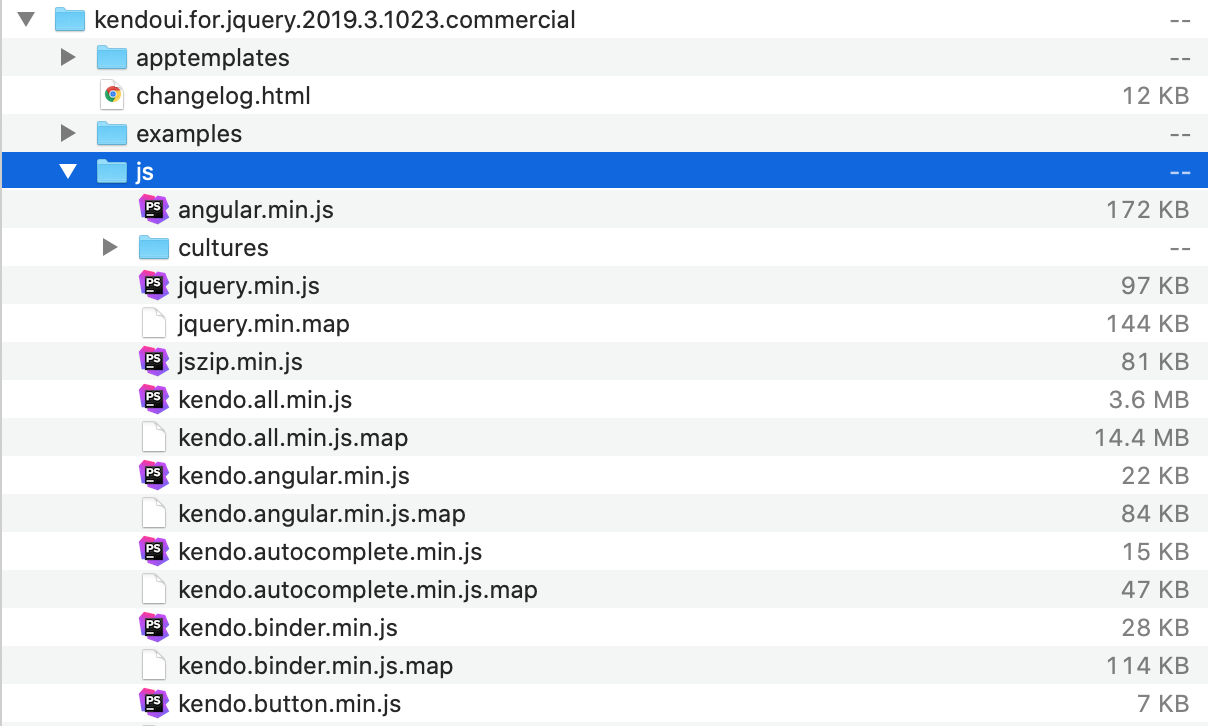 kendoui.for.jquery.2019.3.1023.commercial --
apptemplates --
changelog.html 12 KB
examples --
js --
PS angular.min.js 172 KB
cultures --
PS jquery.min.js 97 KB
jquery.min.map 144 KB
PS jszip.min.js 81 KB
PS kendo.all.min.js 3.6 MB
kendo.all.min.js.map 14.4 MB
PS kendo.angular.min.js 22 KB
kendo.angular.min.js.map 84 KB
PS kendo.autocomplete.min.js 15 KB
kendo.autocomplete.min.js.map 47 KB
PS kendo.binder.min.js 28 KB
kendo.binder.min.js.map 114 KB
PS kendo.button.min.js 7 KB